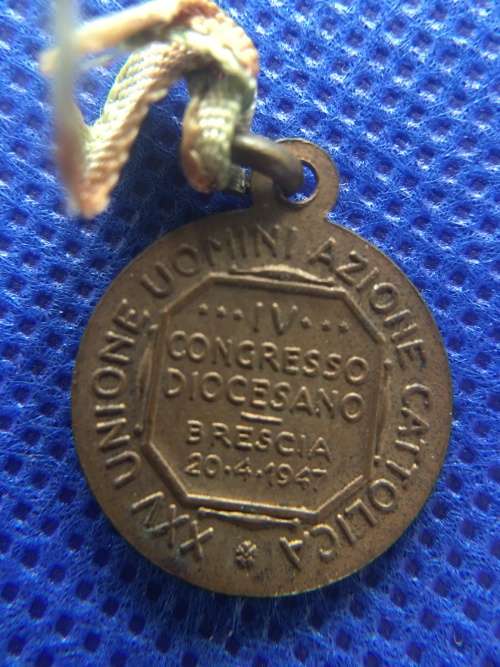 XXV UNIONE UOMINI AZIONE CATTOLICA
IV
CONGRESSO
DIOCESANO
BRESCIA
20·4·1947